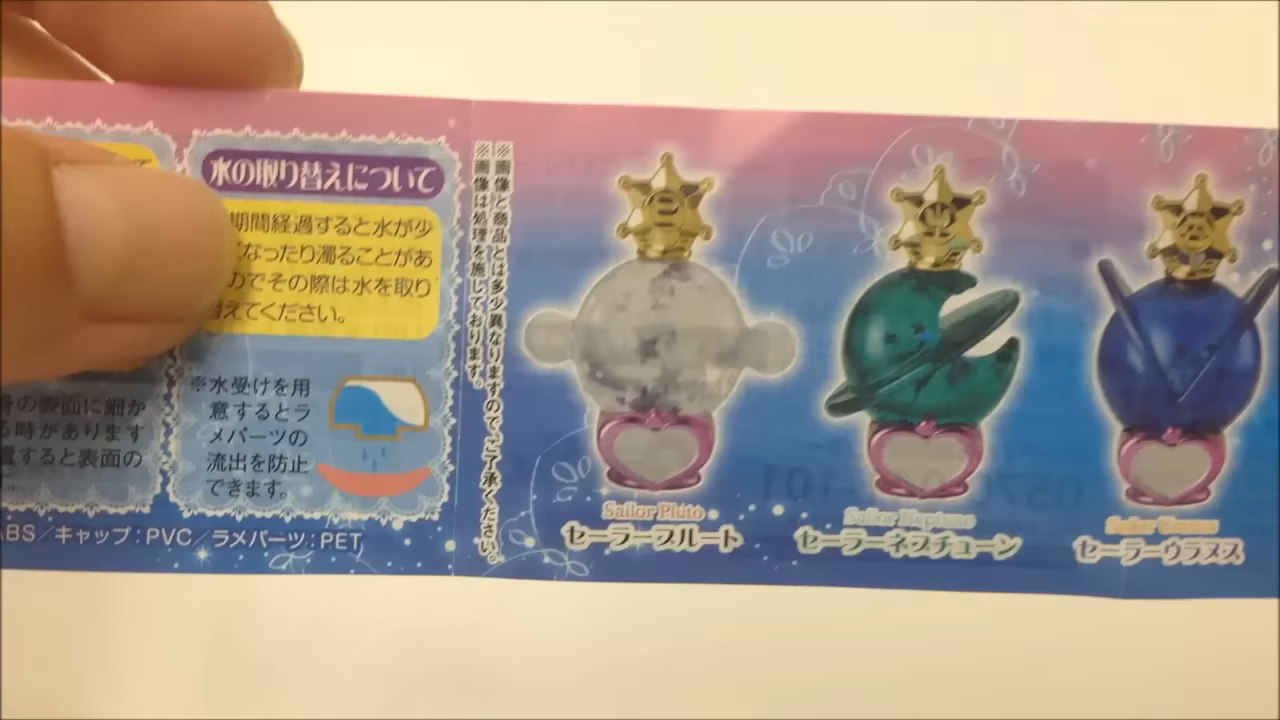 水の取り替えについて
期間経過すると水が少
なったり濁ることがあ
のでその際は水を取り
えてください。
※水受けを用
意するとラ
メパーツの
流出を防止
できます。
身の表面に細か
る時があります
置すると表面の
BS/キャップ:PVC/ラメパーツ:PET
※画像と商品とは多少異なりますので、ご了承ください。
※画像は処理を施しております。
Sailor Pluto
セーラープルート
Sailor Neptune
セーラーネプチューン
Sailor Uranus
セーラーウラヌス